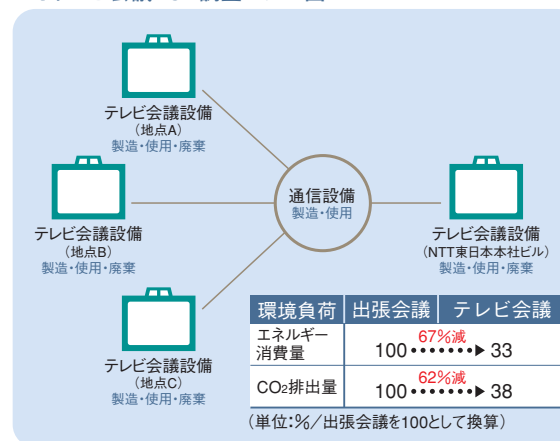 テレビ会議設備
(地点A)
製造・使用・廃棄
テレビ会議設備
(地点B)
製造・使用・廃棄
通信設備
製造・使用
テレビ会議設備
(NTT東日本本社ビル)
製造・使用・廃棄
テレビ会議設備
(地点C)
製造・使用・廃棄
環境負荷 出張会議 テレビ会議
エネルギー
消費量
67%減
100 33
CO₂排出量
62%減
100 38
(単位:%/出張会議を100として換算)